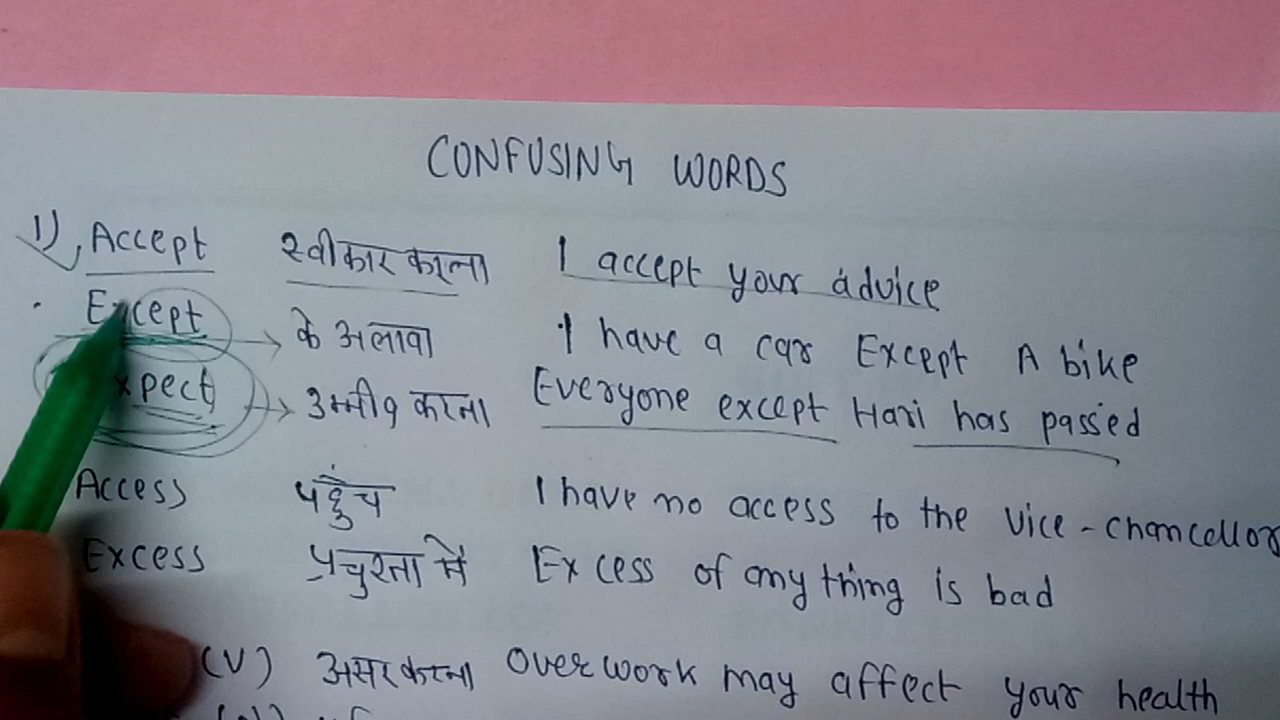 CONFUSING WORDS
1) Accept स्वीकार करना I accept your advice
Except के अलावा I have a car Except A bike
xpect उम्मीद करना Everyone except Hari has passed
Access पहुँच I have no access to the Vice-chancellor
Excess प्रचुरता में Excess of anything is bad
(V) असर करना Over work may affect your health